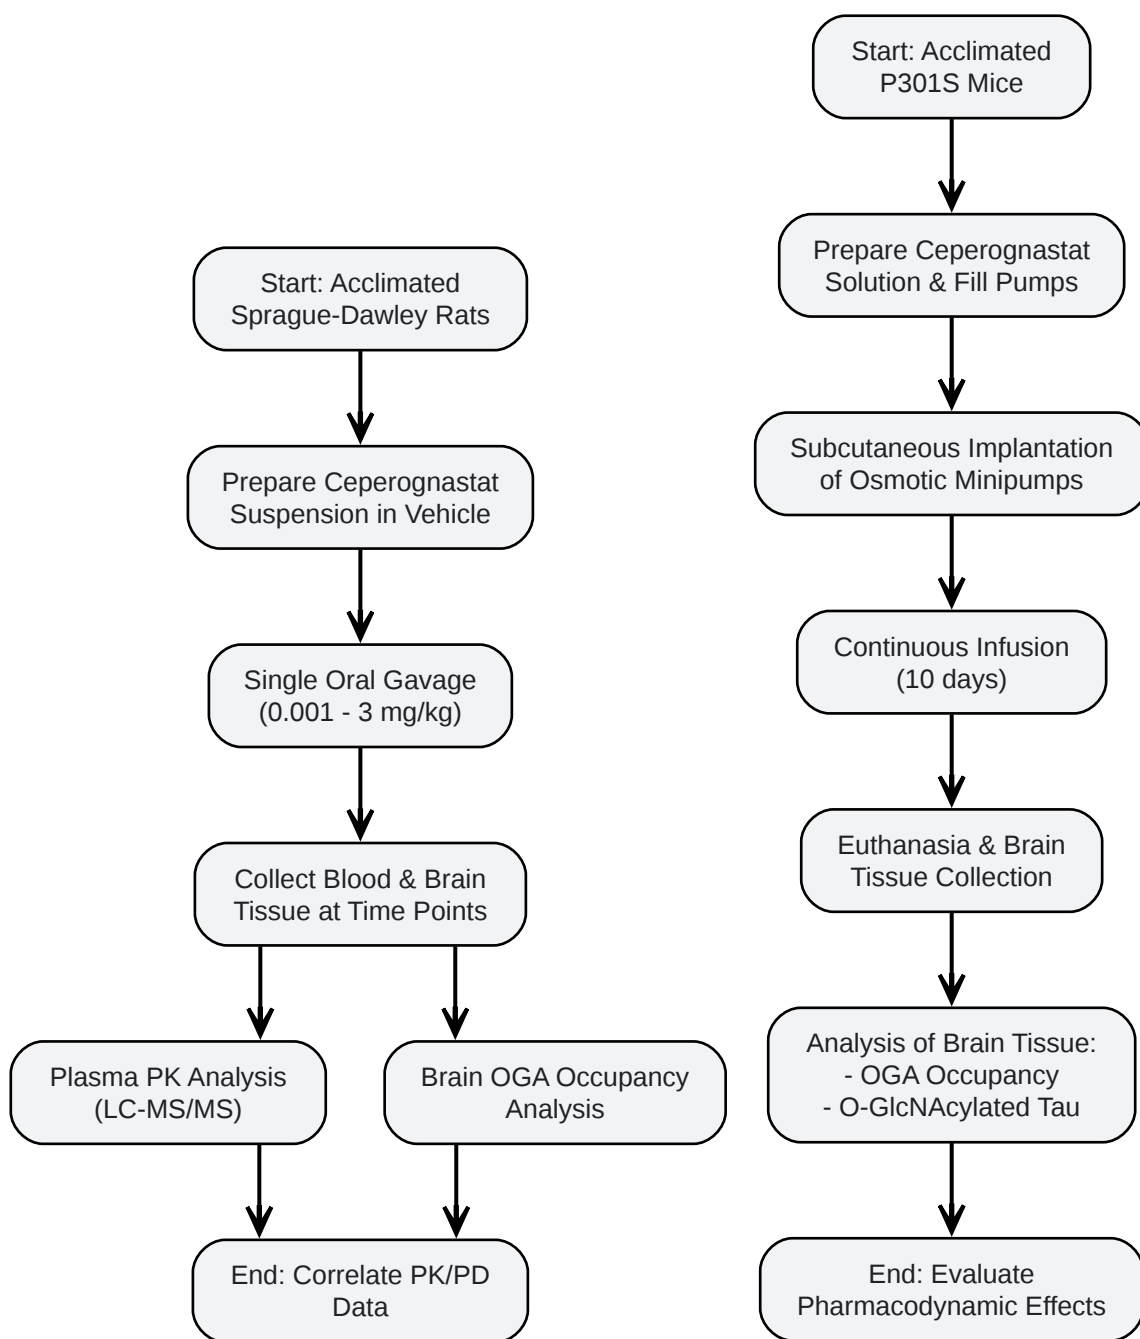 Start: Acclimated
Sprague-Dawley Rats
Prepare Ceperognastat
Suspension in Vehicle
Single Oral Gavage
(0.001 - 3 mg/kg)
Collect Blood & Brain
Tissue at Time Points
Plasma PK Analysis
(LC-MS/MS)
Brain OGA Occupancy
Analysis
End: Correlate PK/PD
Data
Start: Acclimated
P301S Mice
Prepare Ceperognastat
Solution & Fill Pumps
Subcutaneous Implantation
of Osmotic Minipumps
Continuous Infusion
(10 days)
Euthanasia & Brain
Tissue Collection
Analysis of Brain Tissue:
- OGA Occupancy
- O-GlcNAcylated Tau
End: Evaluate
Pharmacodynamic Effects